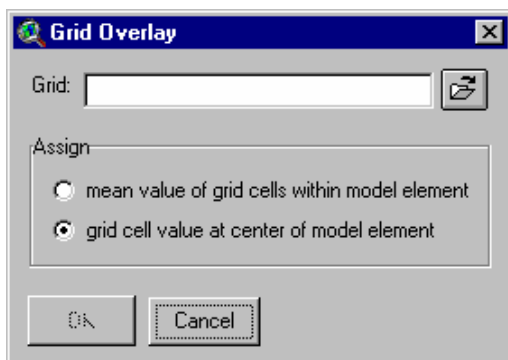 Grid Overlay
Grid:
Assign
mean value of grid cells within model element
grid cell value at center of model element
OK Cancel